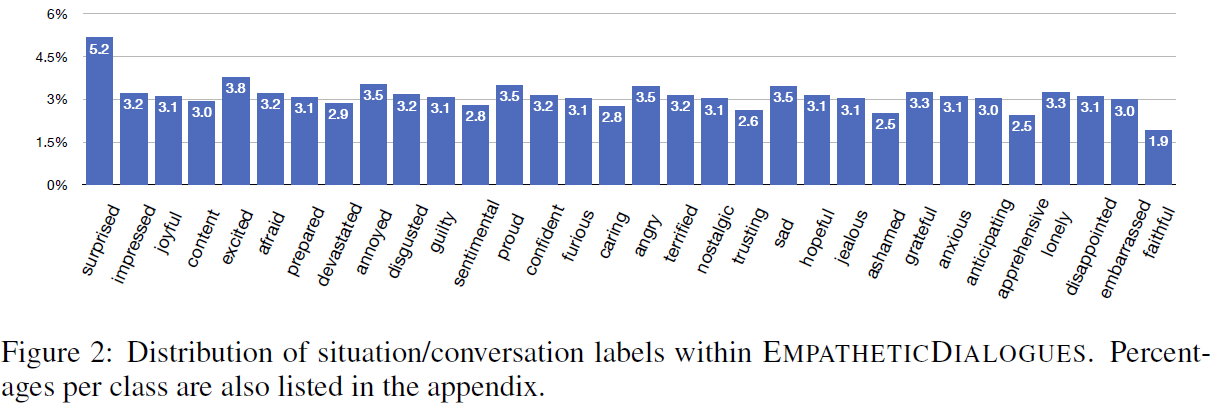 6%
4.5%
3%
1.5%
0%
5.2 3.2 3.1 3.0 3.8 3.2 3.1 2.9 3.5 3.2 3.1 2.8 3.5 3.2 3.1 2.8 3.5 3.2 3.1 2.6 3.5 3.1 3.1 2.5 3.3 3.1 3.0 2.5 3.3 3.1 3.0 1.9
surprised
impressed
joyful
content
excited
afraid
prepared
devastated
annoyed
disgusted
guilty
sentimental
proud
confident
furious
caring
angry
terrified
nostalgic
trusting
sad
hopeful
jealous
ashamed
grateful
anxious
anticipating
apprehensive
lonely
disappointed
embarrassed
faithful
Figure 2: Distribution of situation/conversation labels within EMPATHETICDIALOGUES. Percent-
ages per class are also listed in the appendix.